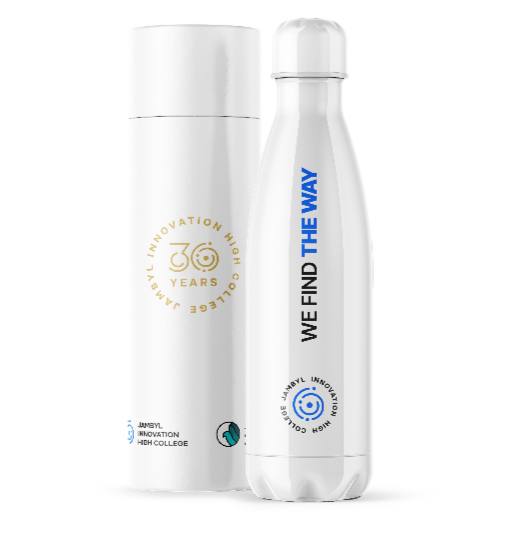 JAMBYL INNOVATION HIGH COLLEGE
30
YEARS
JAMBYL
INNOVATION
HIGH COLLEGE
WE FIND THE WAY
JAMBYL INNOVATION HIGH COLLEGE